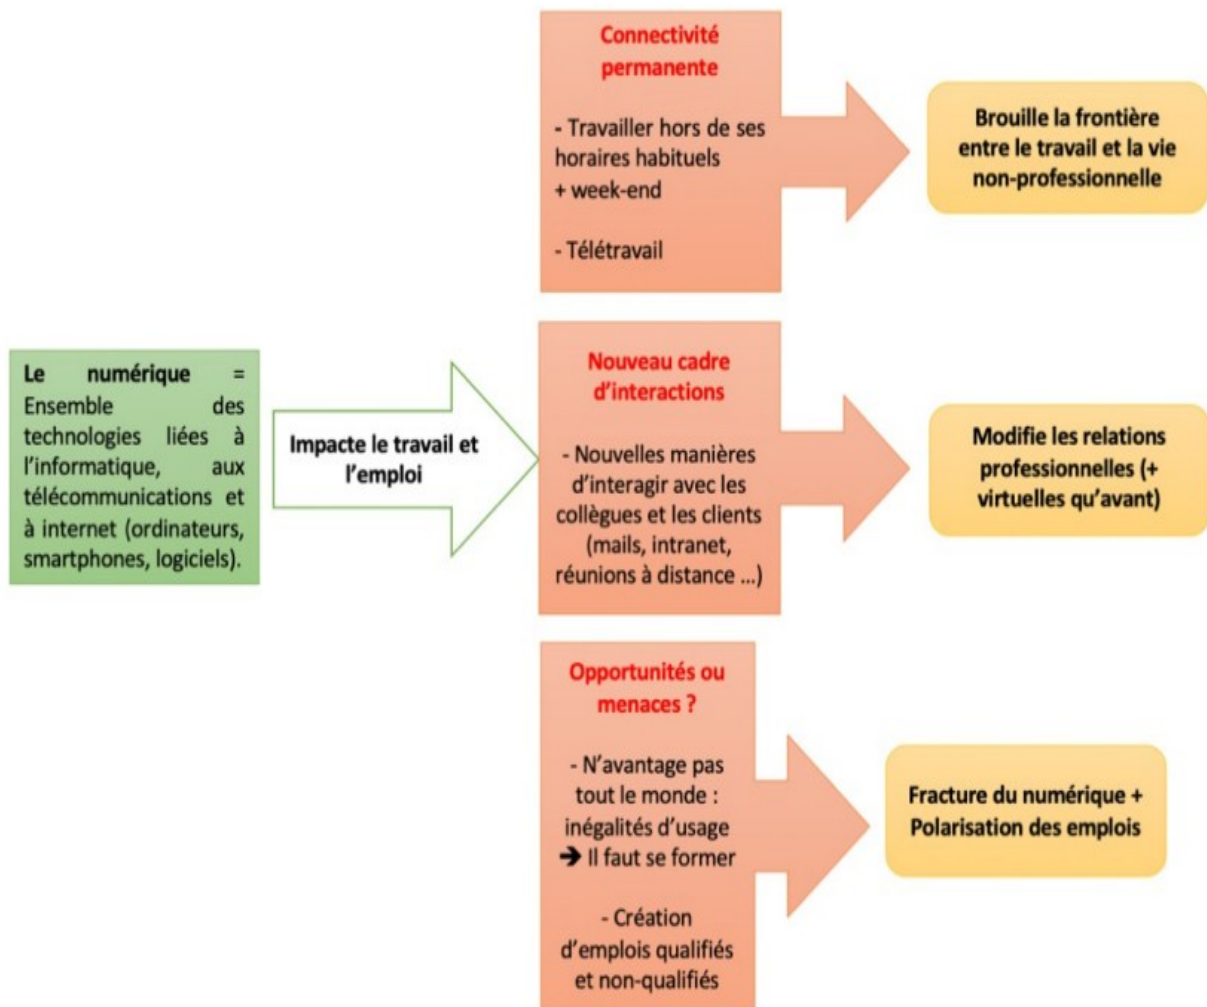 Le numérique =
Ensemble des
technologies liées à
l'informatique, aux
télécommunications et
à internet (ordinateurs,
smartphones, logiciels).
Impacte le travail et
l'emploi
Connectivité
permanente
- Travailler hors de ses
horaires habituels
+ week-end
- Télétravail
Brouille la frontière
entre le travail et la vie
non-professionnelle
Nouveau cadre
d'interactions
- Nouvelles manières
d'interagir avec les
collègues et les clients
(mails, intranet,
réunions à distance ...)
Modifie les relations
professionnelles (+
virtuelles qu'avant)
Opportunités ou
menaces ?
- N'avantage pas
tout le monde :
inégalités d'usage
➔ Il faut se former
- Création
d'emplois qualifiés
et non-qualifiés
Fracture du numérique +
Polarisation des emplois